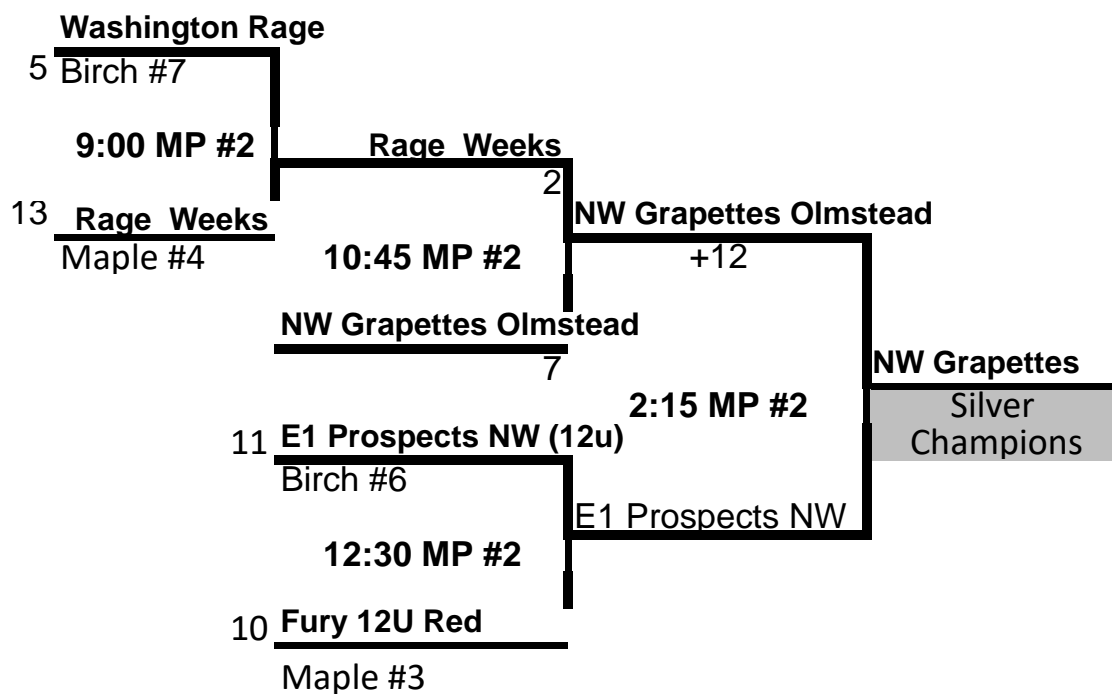 Washington Rage
5 Birch #7
9:00 MP #2
Rage Weeks
2
13 Rage Weeks
Maple #4
NW Grapettes Olmstead
+12
10:45 MP #2
NW Grapettes Olmstead
7
NW Grapettes
Silver
Champions
2:15 MP #2
11 E1 Prospects NW (12u)
Birch #6
E1 Prospects NW
12:30 MP #2
10 Fury 12U Red
Maple #3